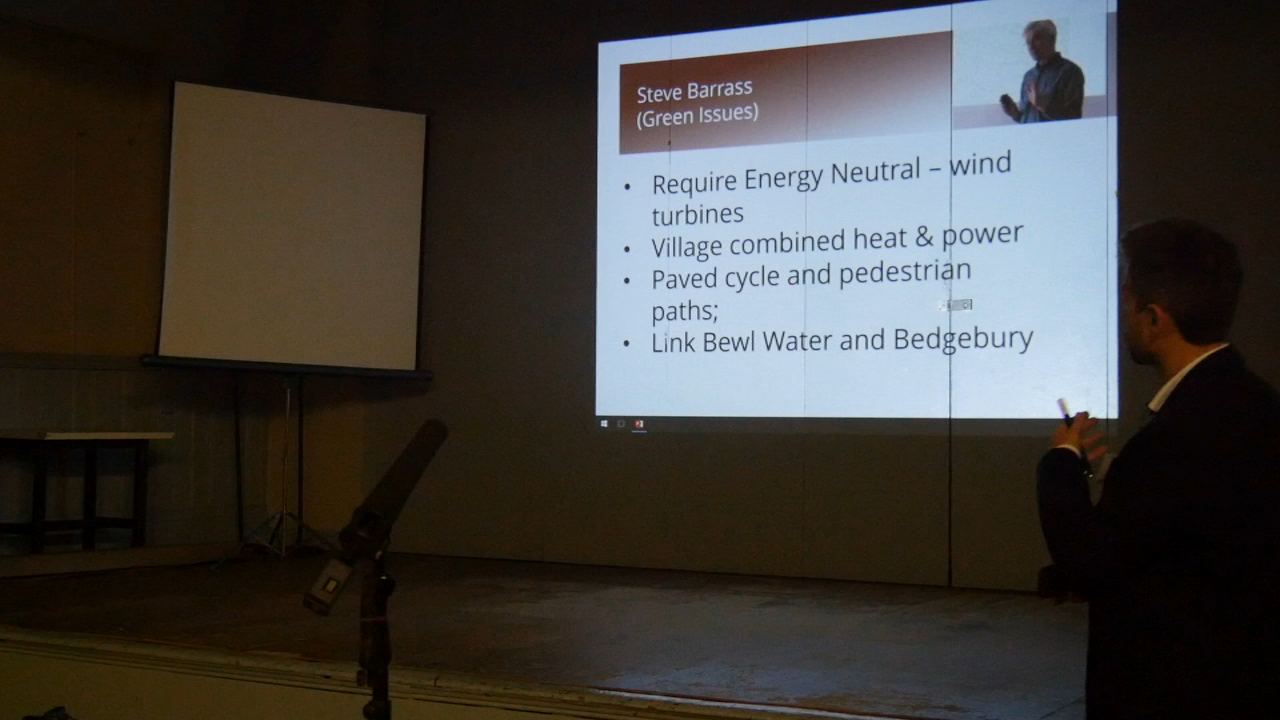 Steve Barrass
(Green Issues)
• Require Energy Neutral – wind
turbines
• Village combined heat & power
• Paved cycle and pedestrian
paths;
• Link Bewl Water and Bedgebury